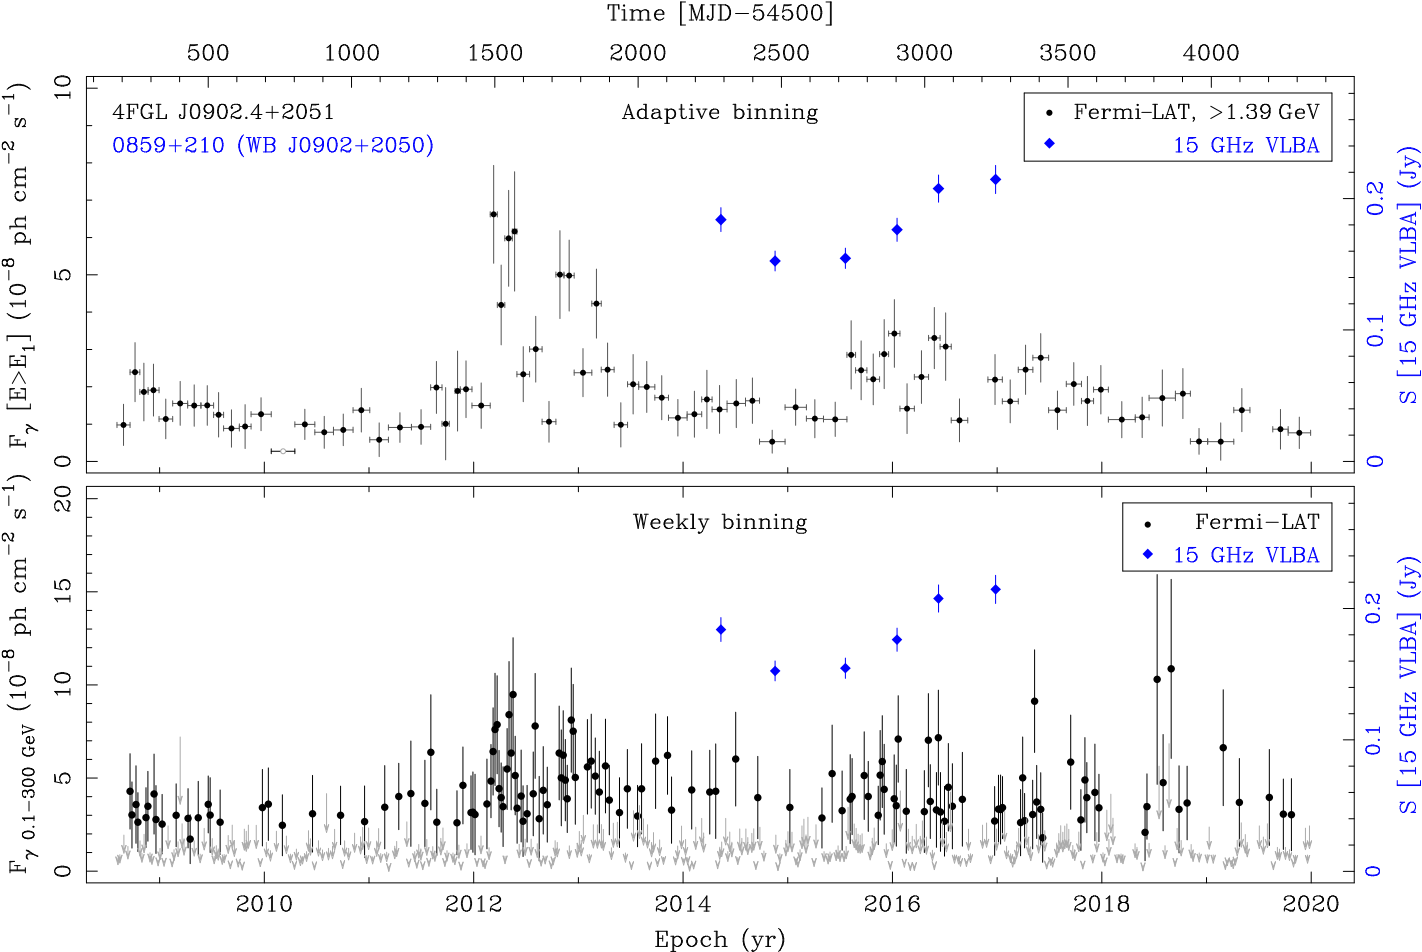 Time [MJD−54500]
500 1000 1500 2000 2500 3000 3500 4000
4FGL J0902.4+2051
0859+210 (WB J0902+2050)
Adaptive binning
Fermi−LAT, >1.39 GeV
15 GHz VLBA
F_γ [E>E_1] (10^−8 ph cm^−2 s^−1)
10
5
0
S [15 GHz VLBA] (Jy)
0.2
0.1
0
Weekly binning
Fermi−LAT
15 GHz VLBA
F_γ 0.1−300 GeV (10^−8 ph cm^−2 s^−1)
20
15
10
5
0
S [15 GHz VLBA] (Jy)
0.2
0.1
0
2010 2012 2014 2016 2018 2020
Epoch (yr)